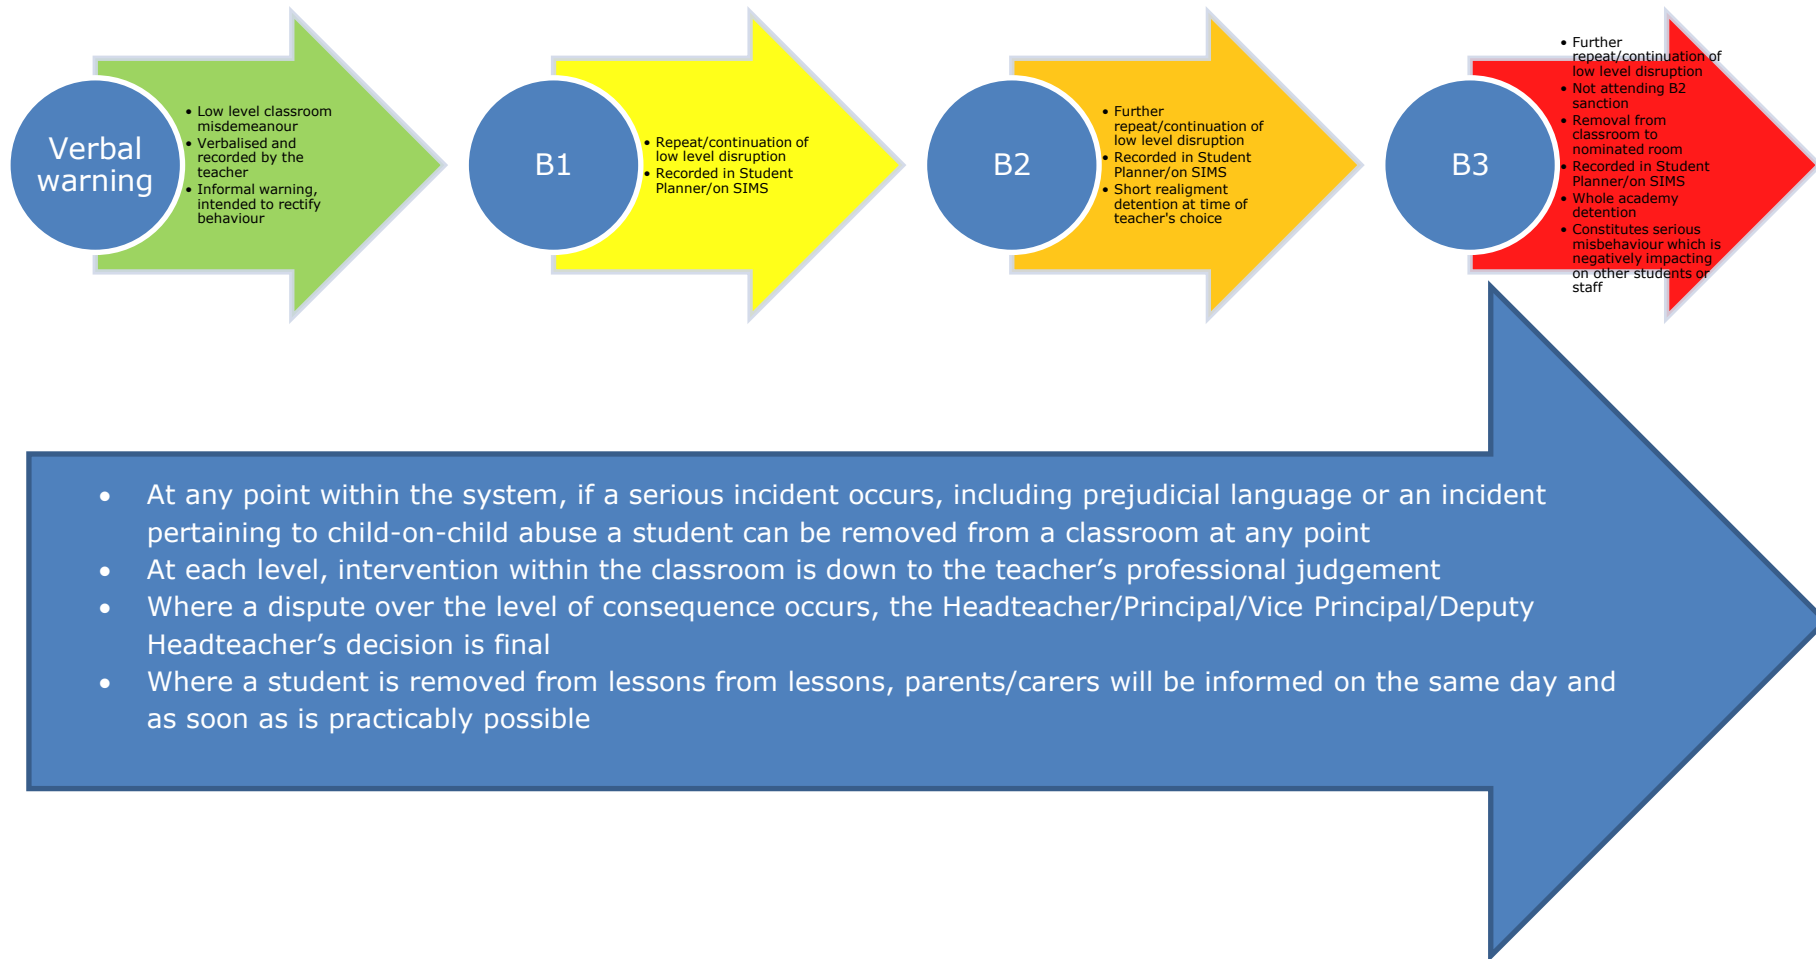 Verbal
warning
• Low level classroom
misdemeanour
• Verbalised and
recorded by the
teacher
• Informal warning,
intended to rectify
behaviour
B1
• Repeat/continuation of
low level disruption
• Recorded in Student
Planner/on SIMS
B2
• Further
repeat/continuation of
low level disruption
• Recorded in Student
Planner/on SIMS
• Short realigment
detention at time of
teacher's choice
B3
• Further
repeat/continuation of
low level disruption
• Not attending B2
sanction
• Removal from
classroom to
nominated room
• Recorded in Student
Planner/on SIMS
• Whole academy
detention
• Constitutes serious
misbehaviour which is
negatively impacting
on other students or
staff
• At any point within the system, if a serious incident occurs, including prejudicial language or an incident
pertaining to child-on-child abuse a student can be removed from a classroom at any point
• At each level, intervention within the classroom is down to the teacher’s professional judgement
• Where a dispute over the level of consequence occurs, the Headteacher/Principal/Vice Principal/Deputy
Headteacher’s decision is final
• Where a student is removed from lessons from lessons, parents/carers will be informed on the same day and
as soon as is practicably possible